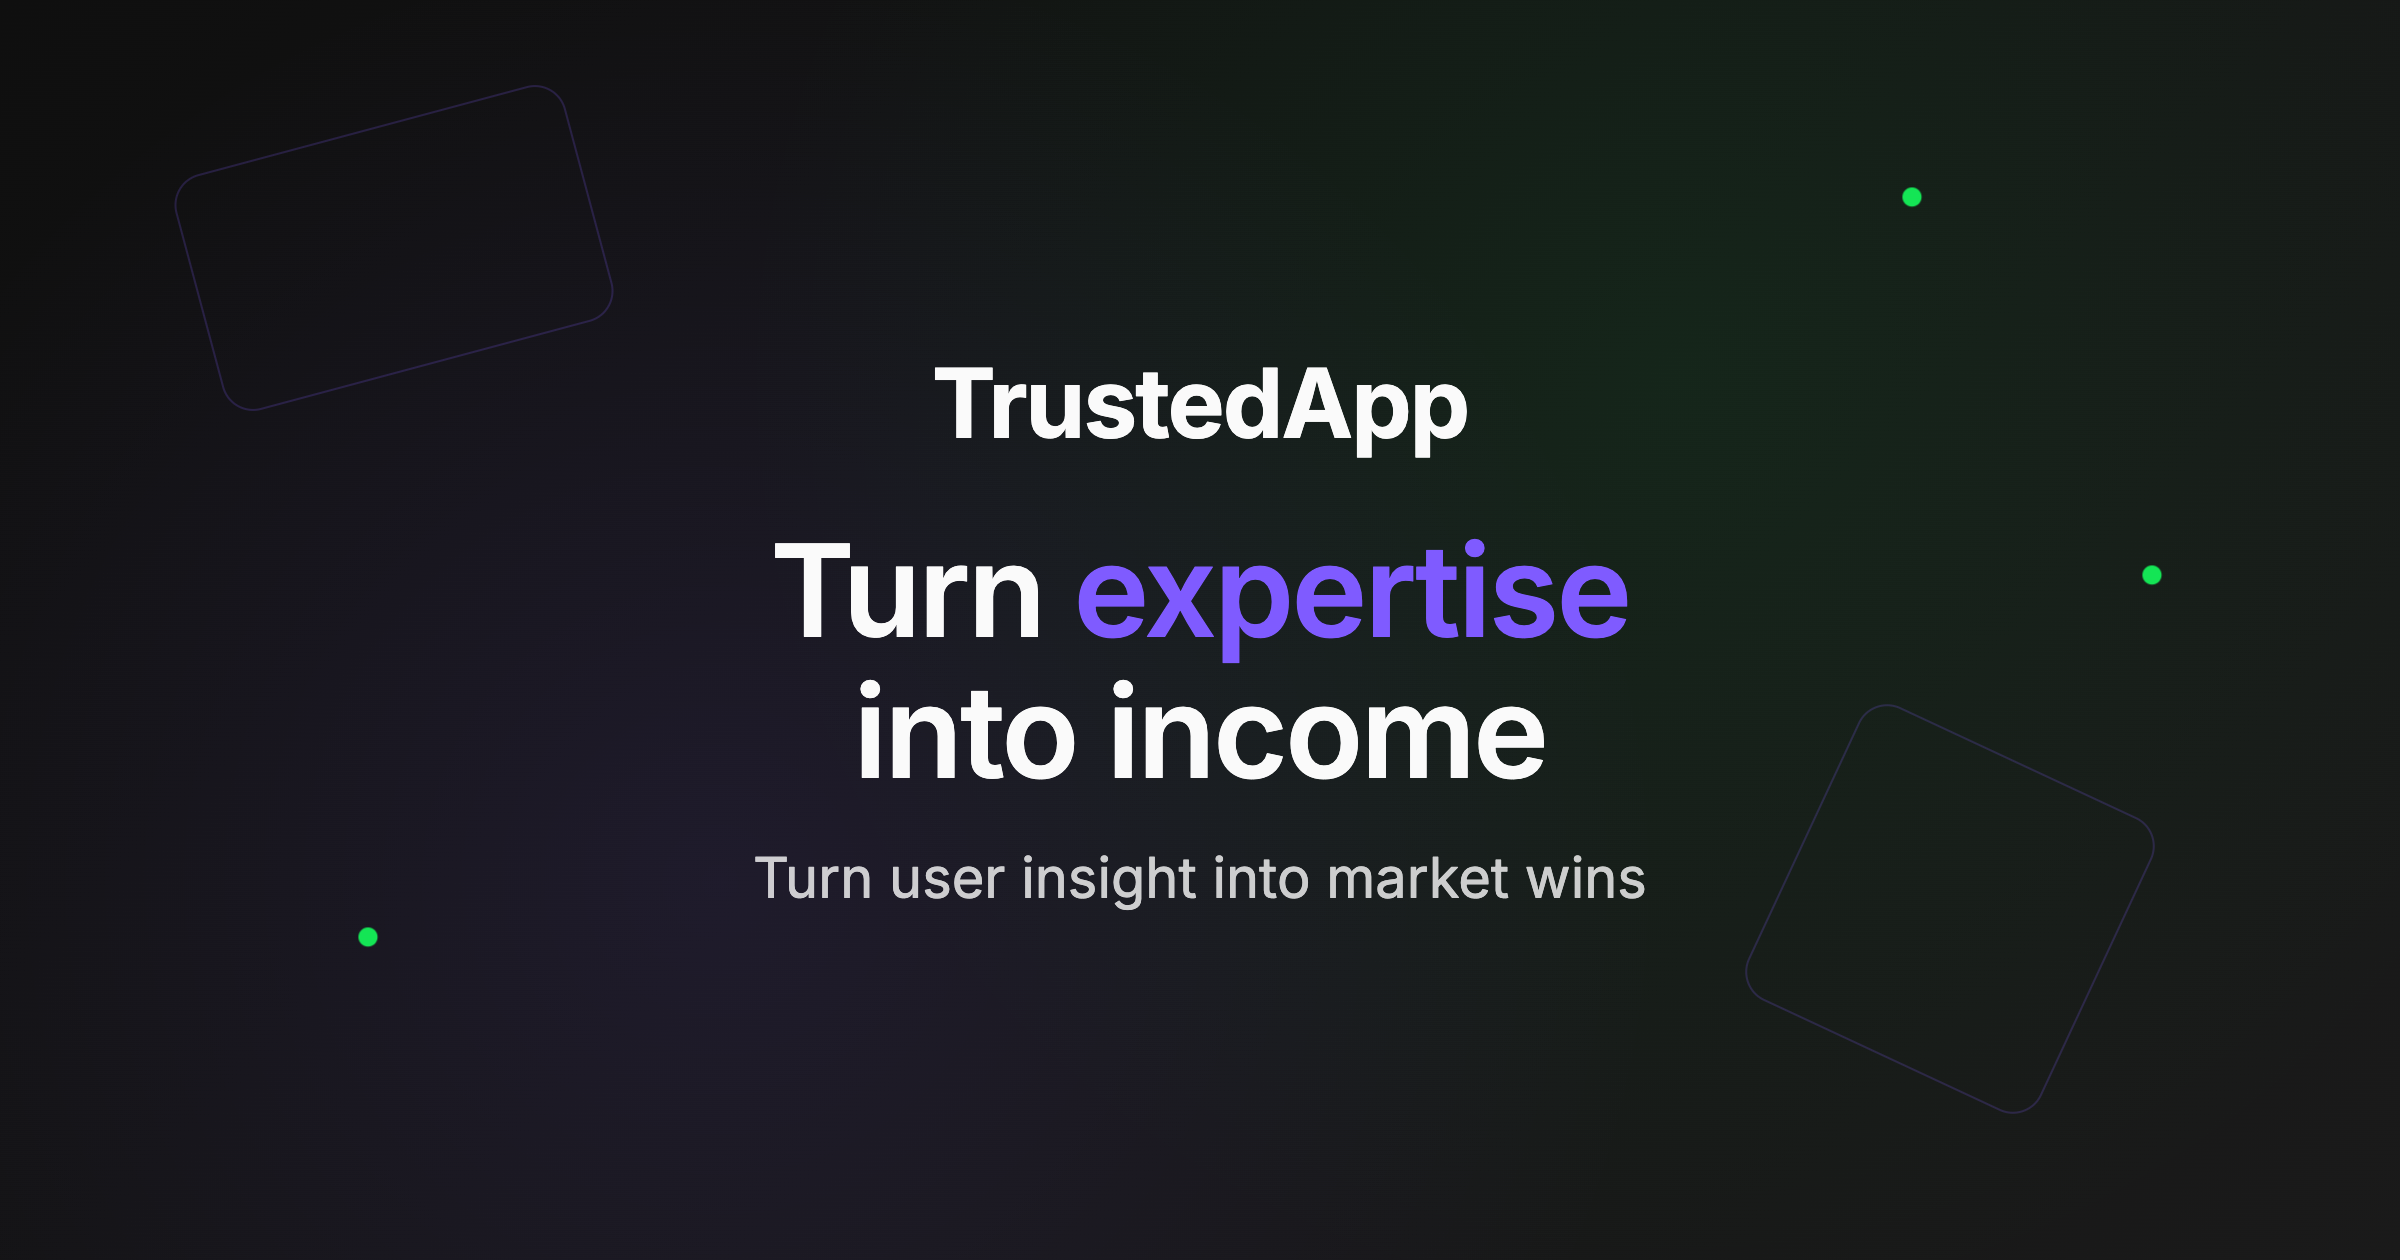 TrustedApp
Turn expertise
into income
Turn user insight into market wins